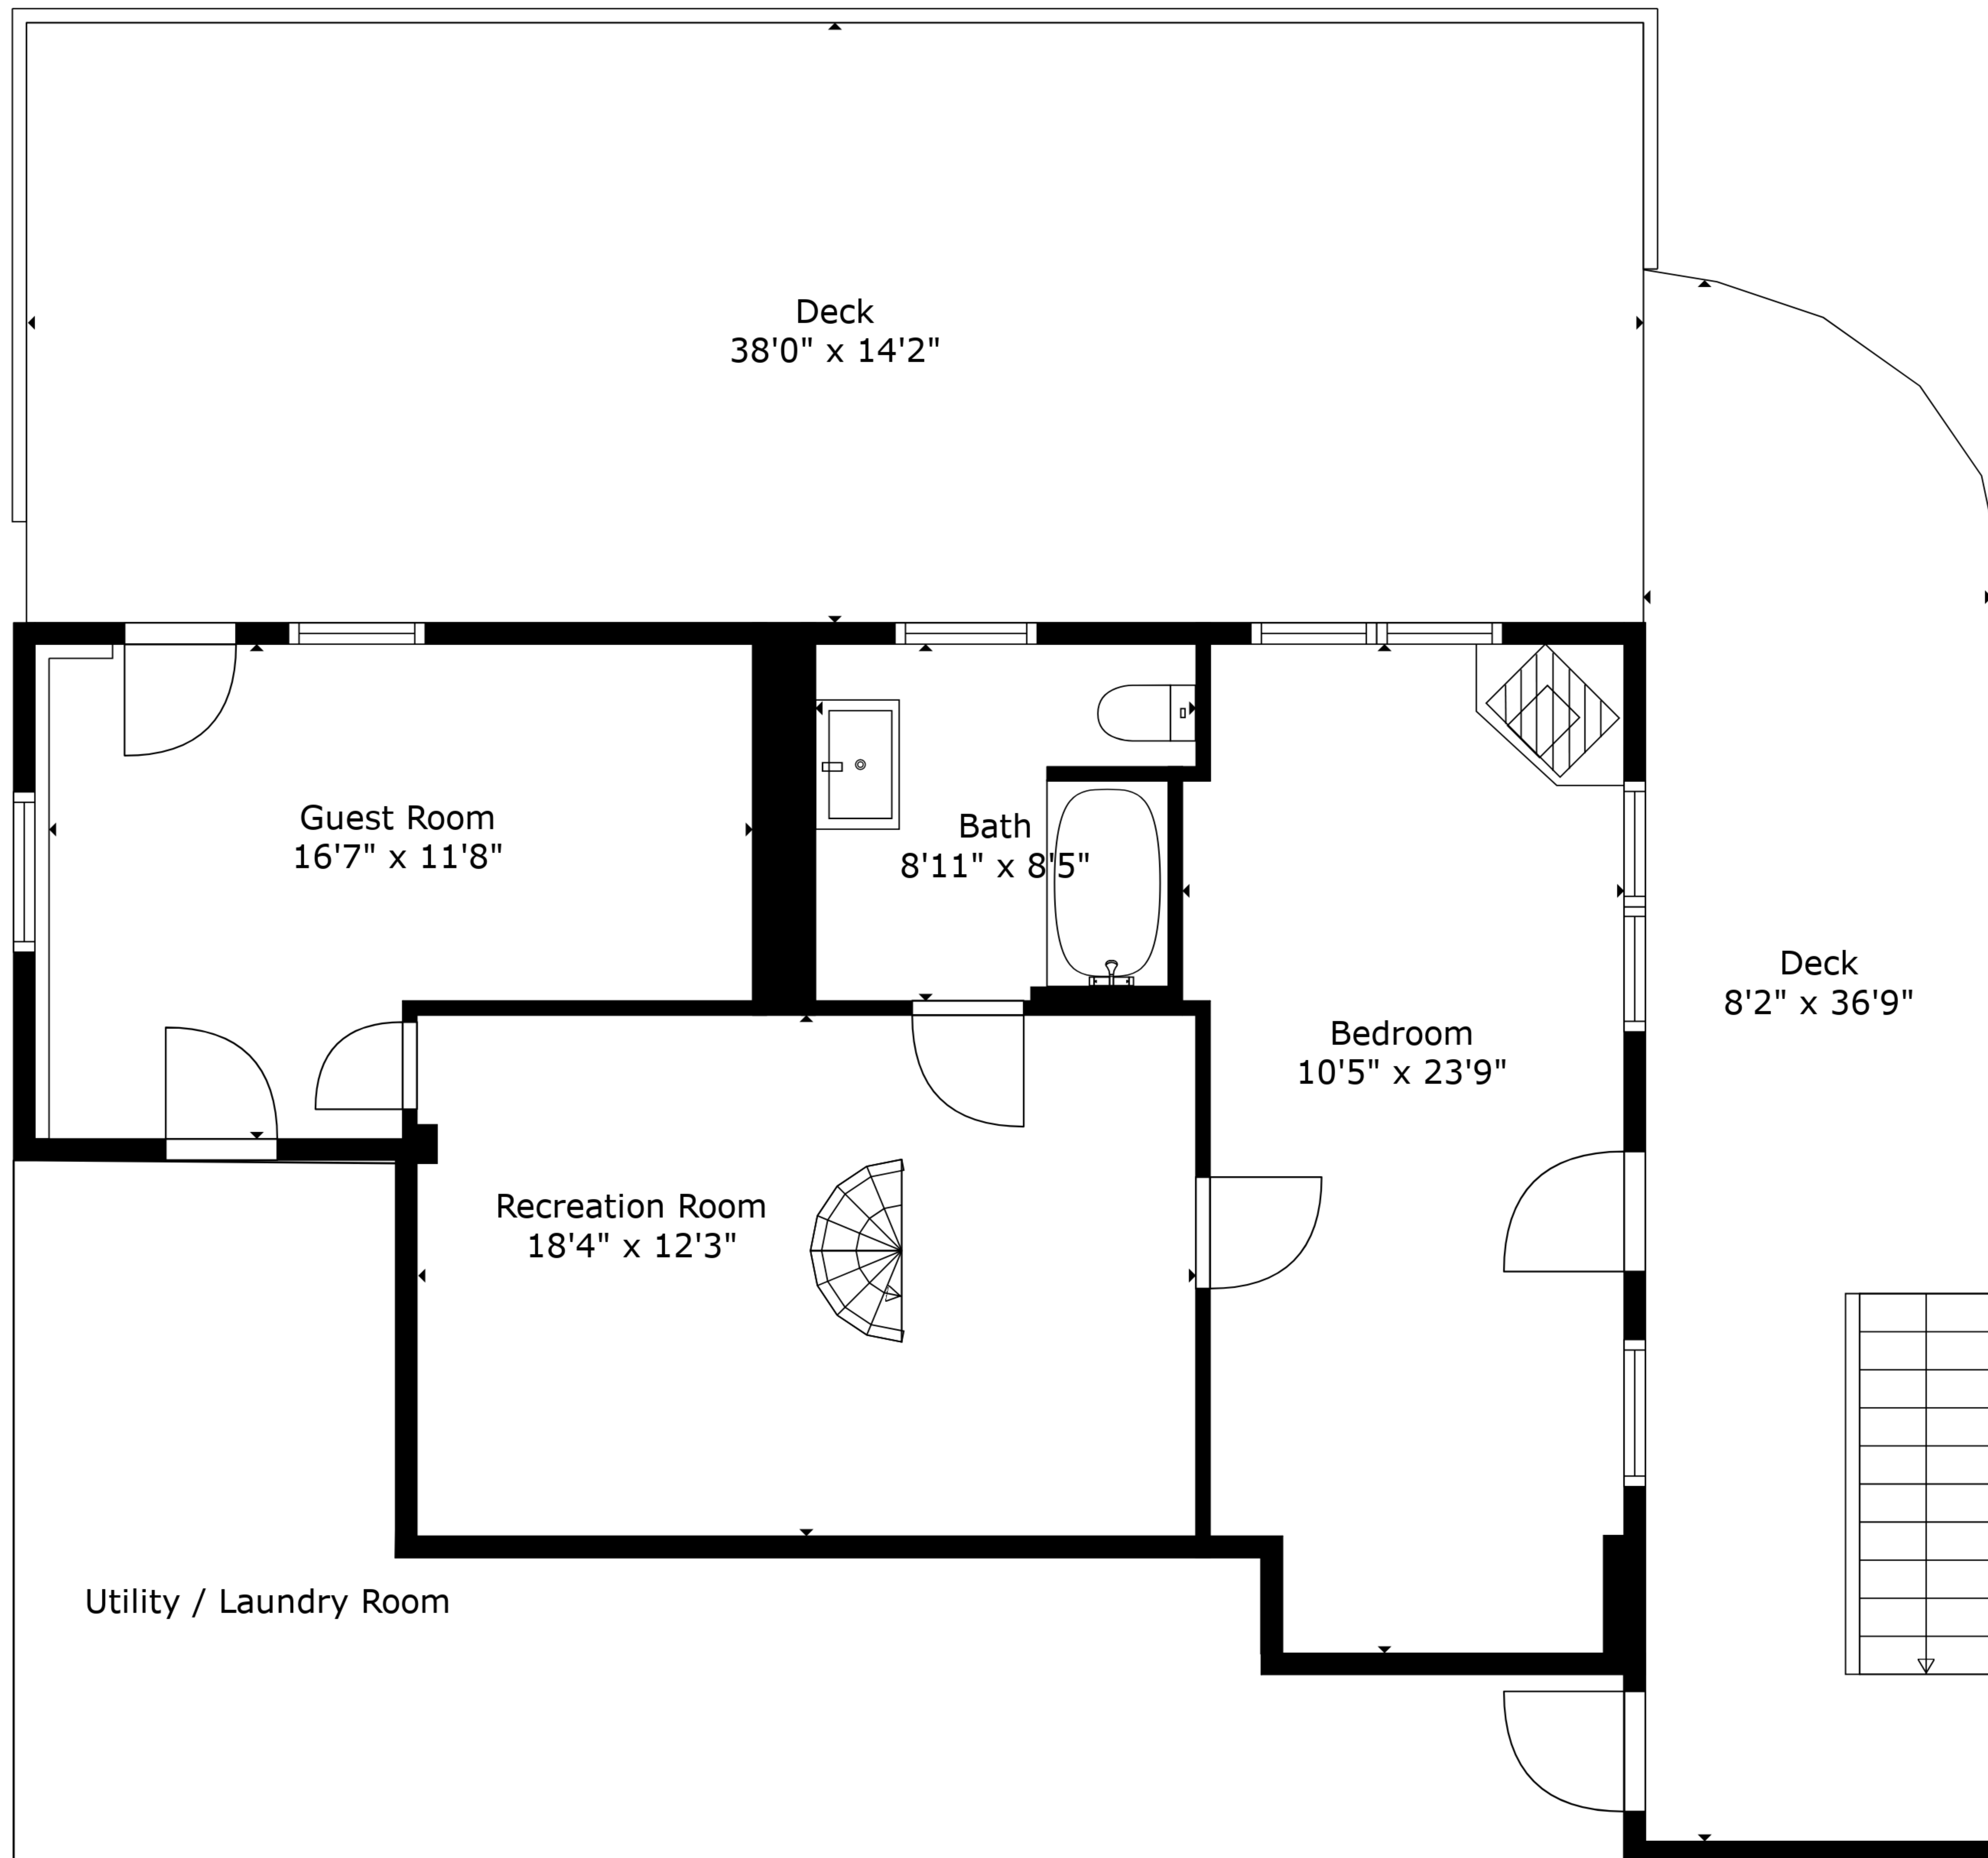 Deck
38'0" x 14'2"
Guest Room
16'7" x 11'8"
Bath
8'11" x 8'5"
Deck
8'2" x 36'9"
Bedroom
10'5" x 23'9"
Recreation Room
18'4" x 12'3"
Utility / Laundry Room